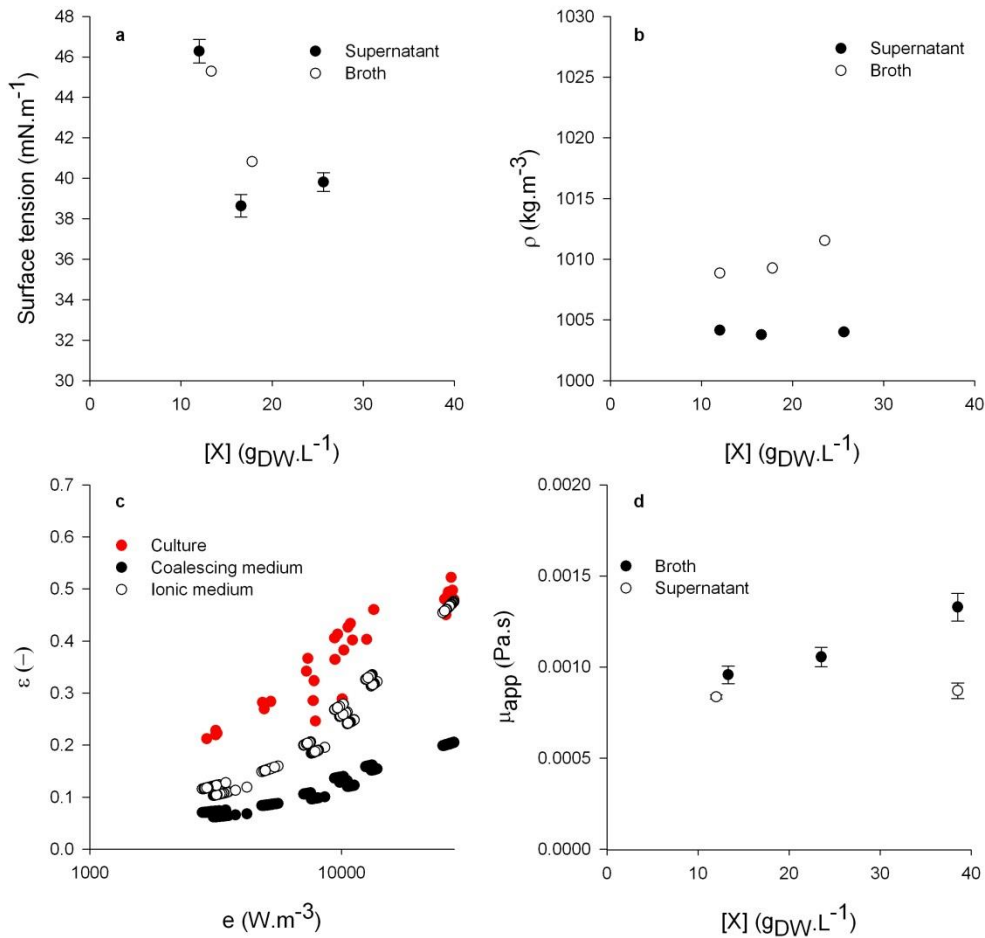 a
Supernatant
Broth
48
46
44
42
40
38
36
34
32
30
0
10
20
30
40
Surface tension (mN.m⁻¹)
[X] (gDW.L⁻¹)
b
Supernatant
Broth
1030
1025
1020
1015
1010
1005
1000
0
10
20
30
40
ρ (kg.m⁻³)
[X] (gDW.L⁻¹)
c
Culture
Coalescing medium
Ionic medium
0.7
0.6
0.5
0.4
0.3
0.2
0.1
0.0
1000
10000
ε (−)
e (W.m⁻³)
d
Broth
Supernatant
0.0020
0.0015
0.0010
0.0005
0.0000
0
10
20
30
40
μapp (Pa.s)
[X] (gDW.L⁻¹)